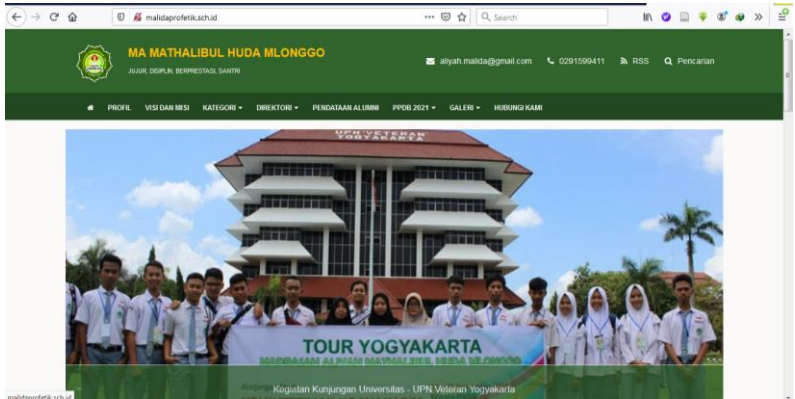 malidaprofetik.sch.id
Search
MA MATHALIBUL HUDA MLONGGO
JUJUR, DISIPLIN, BERPRESTASI, SANTRI
aliyah.malida@gmail.com
0291599411
RSS
Pencarian
PROFIL
VISI DAN MISI
KATEGORI
DIREKTORI
PENDATAAN ALUMNI
PPDB 2021
GALERI
HUBUNGI KAMI
UPN "VETERAN"
YOGYAKARTA
TOUR YOGYAKARTA
MADRASAH ALIYAH MATHALIBUL HUDA MLONGGO
Kegiatan Kunjungan Universitas - UPN Veteran Yogyakarta
malidaprofetik.sch.id